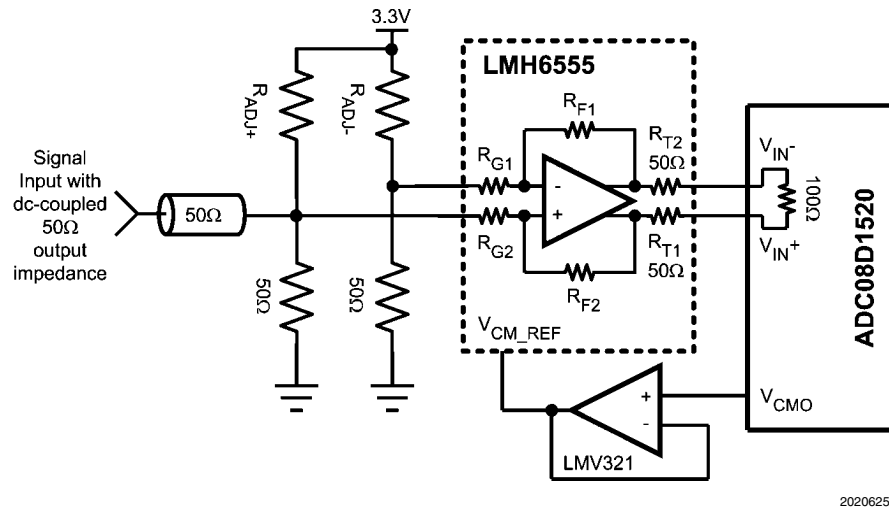 3.3V
LMH6555
RADJ+
RADJ-
RF1
RT2
50Ω
RG1
VIN-
100Ω
ADC08D1520
Signal
Input with
dc-coupled
50Ω
output
impedance
50Ω
-
+
RG2
RT1
50Ω
VIN+
50Ω
50Ω
RF2
VCM_REF
+
-
VCMO
LMV321
2020625